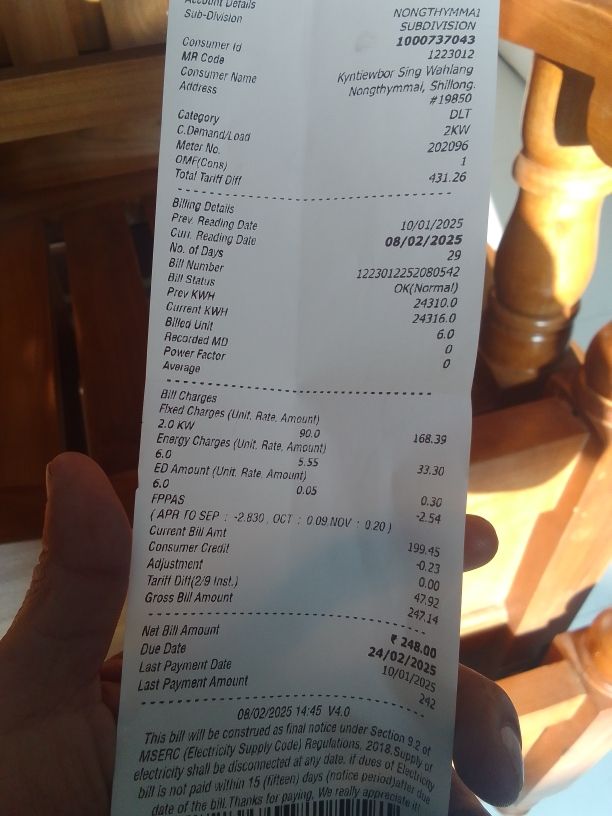 Account Details
Sub-Division NONGTHYMMAI
SUBDIVISION
Consumer Id 1000737043
MR Code 1223012
Consumer Name Kyntiewbor Sing Wahlang
Address Nongthymmai, Shillong.
#19850
Category DLT
C.Demand/Load 2KW
Meter No. 202096
OMF(Cons) 1
Total Tariff Diff 431.26
Billing Details
Prev. Reading Date 10/01/2025
Curr. Reading Date 08/02/2025
No. of Days 29
Bill Number 1223012252080542
Bill Status OK(Normal)
Prev KWH 24310.0
Current KWH 24316.0
Billed Unit 6.0
Recorded MD 0
Power Factor 0
Average
Bill Charges
Fixed Charges (Unit, Rate, Amount)
2.0 KW 90.0 168.39
Energy Charges (Unit, Rate, Amount)
6.0 5.55 33.30
ED Amount (Unit, Rate, Amount)
6.0 0.05 0.30
FPPAS -2.54
( APR TO SEP : -2.830, OCT : 0.09 NOV : 0.20 )
Current Bill Amt 199.45
Consumer Credit -0.23
Adjustment 0.00
Tariff Diff(2/9 Inst.) 47.92
Gross Bill Amount 247.14
Net Bill Amount ₹ 248.00
Due Date 24/02/2025
Last Payment Date 10/01/2025
Last Payment Amount 242
08/02/2025 14:45 V4.0
This bill will be construed as final notice under Section 9.2 of
MSERC (Electricity Supply Code) Regulations, 2018.Supply of
electricity shall be disconnected at any date, if dues of Electricity
bill is not paid within 15 (fifteen) days (notice period)after due
date of the bill.Thanks for paying, We really appreciate it!